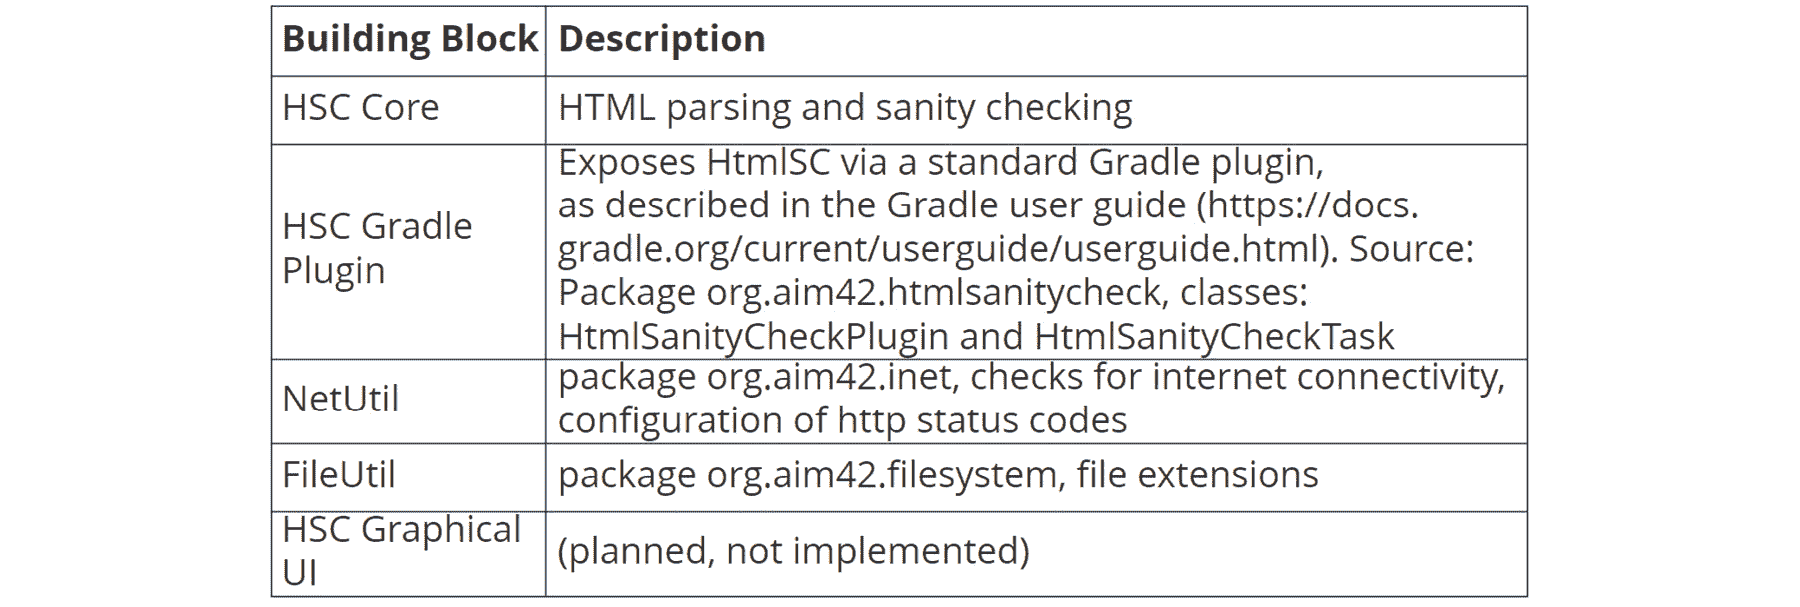 Building Block Description
HSC Core HTML parsing and sanity checking
HSC Gradle
Plugin
Exposes HtmlSC via a standard Gradle plugin,
as described in the Gradle user guide (https://docs.
gradle.org/current/userguide/userguide.html). Source:
Package org.aim42.htmlsanitycheck, classes:
HtmlSanityCheckPlugin and HtmlSanityCheckTask
NetUtil
package org.aim42.inet, checks for internet connectivity,
configuration of http status codes
FileUtil package org.aim42.filesystem, file extensions
HSC Graphical
UI
(planned, not implemented)